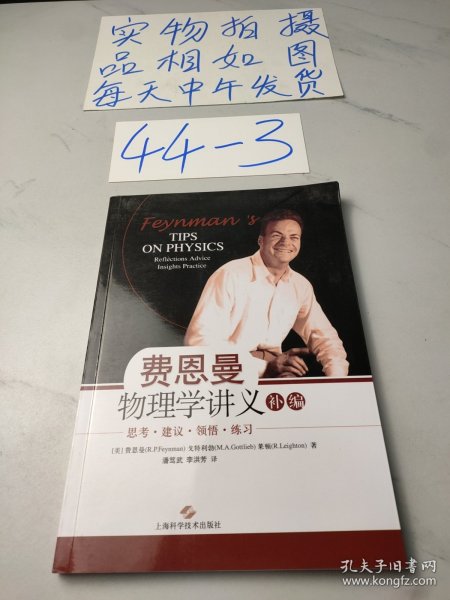 实物拍摄
品相如图
每天中午发货
44-3
Feynman's
TIPS
ON PHYSICS
Reflections Advice
Insights Practice
费恩曼
物理学讲义 补编
思考·建议·领悟·练习
[美]费恩曼(R.P.Feynman) 戈特利勃(M.A.Gottlieb) 莱顿(R.Leighton) 著
潘笃武 李洪芳 译
上海科学技术出版社
孔夫子旧书网
www.kongfz.com